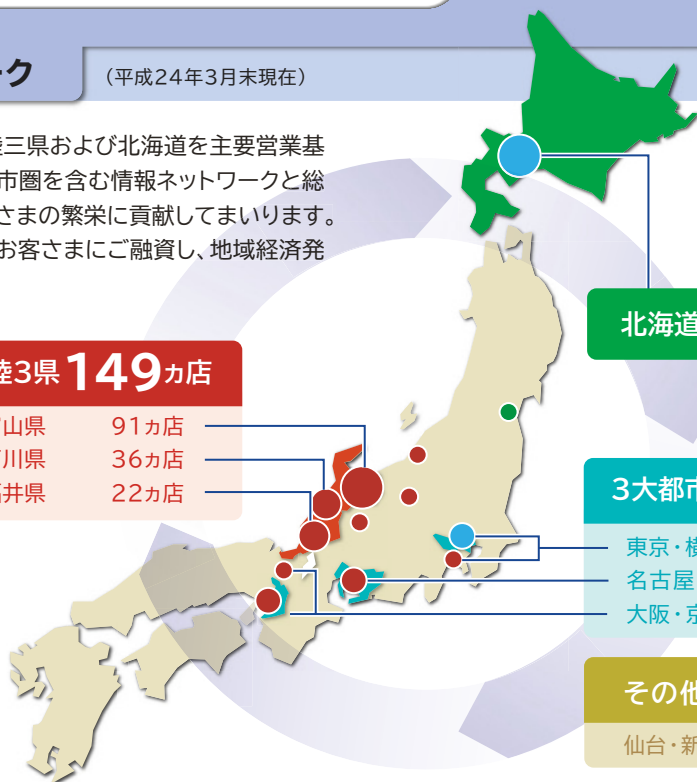 ーク
(平成24年3月末現在)
陸三県および北海道を主要営業基
市圏を含む情報ネットワークと総
さまの繁栄に貢献してまいります。
お客さまにご融資し、地域経済発
北海道
陸3県149ヵ店
山県 91ヵ店
川県 36ヵ店
井県 22ヵ店
3大都市
東京・横
名古屋
大阪・京
その他
仙台・新